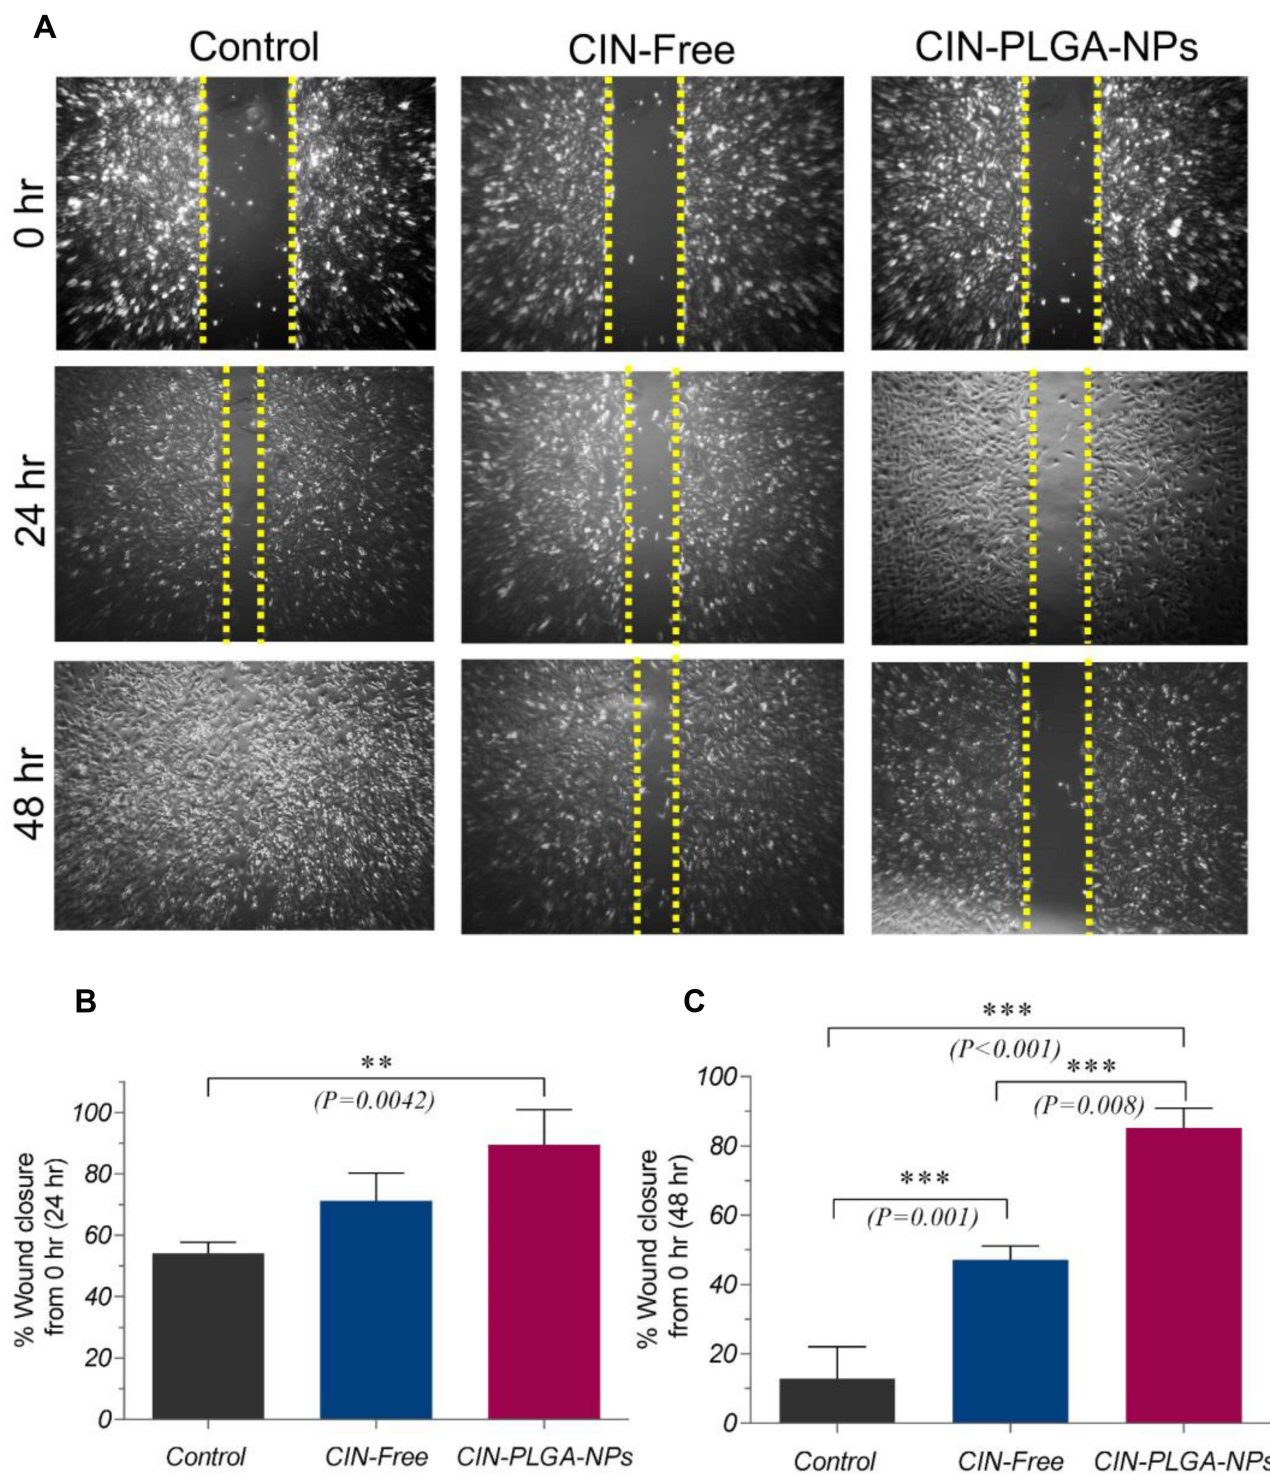 A
Control
CIN-Free
CIN-PLGA-NPs
0 hr
24 hr
48 hr
B
**
(P=0.0042)
% Wound closure
from 0 hr (24 hr)
100
80
60
40
20
0
Control
CIN-Free
CIN-PLGA-NPs
C
***
(P<0.001)
***
(P=0.008)
***
(P=0.001)
% Wound closure
from 0 hr (48 hr)
100
80
60
40
20
0
Control
CIN-Free
CIN-PLGA-NPs